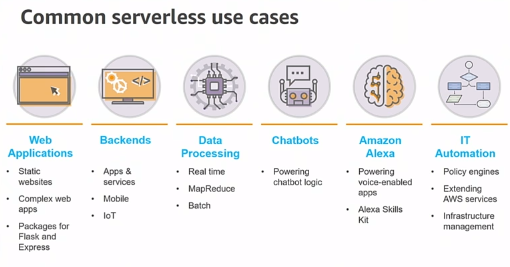 Common serverless use cases
</>
Web
Applications
• Static
websites
• Complex web
apps
• Packages for
Flask and
Express
Backends
• Apps &
services
• Mobile
• IoT
Data
Processing
• Real time
• MapReduce
• Batch
Chatbots
• Powering
chatbot logic
Amazon
Alexa
• Powering
voice-enabled
apps
• Alexa Skills
Kit
IT
Automation
• Policy engines
• Extending
AWS services
• Infrastructure
management